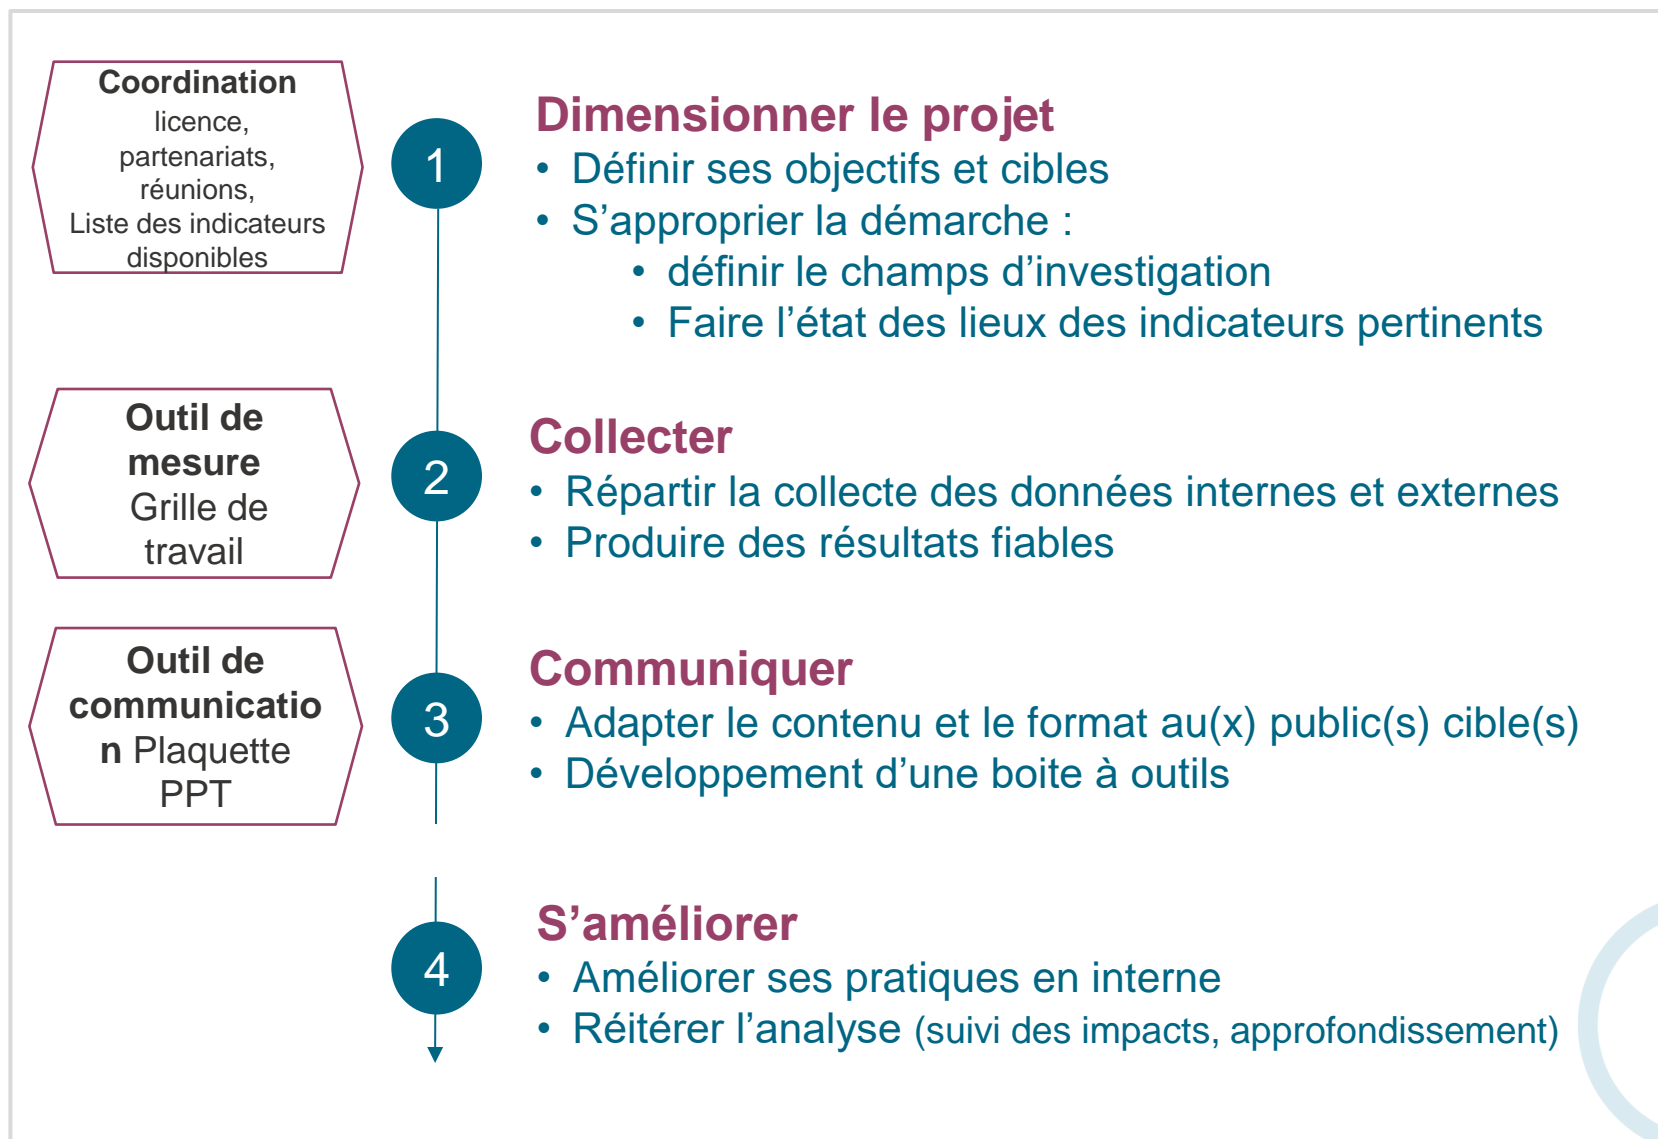 Coordination
licence,
partenariats,
réunions,
Liste des indicateurs
disponibles
1
Dimensionner le projet
• Définir ses objectifs et cibles
• S’approprier la démarche :
• définir le champs d’investigation
• Faire l’état des lieux des indicateurs pertinents
Outil de
mesure
Grille de
travail
2
Collecter
• Répartir la collecte des données internes et externes
• Produire des résultats fiables
Outil de
communicatio
n Plaquette
PPT
3
Communiquer
• Adapter le contenu et le format au(x) public(s) cible(s)
• Développement d’une boite à outils
4
S’améliorer
• Améliorer ses pratiques en interne
• Réitérer l’analyse (suivi des impacts, approfondissement)